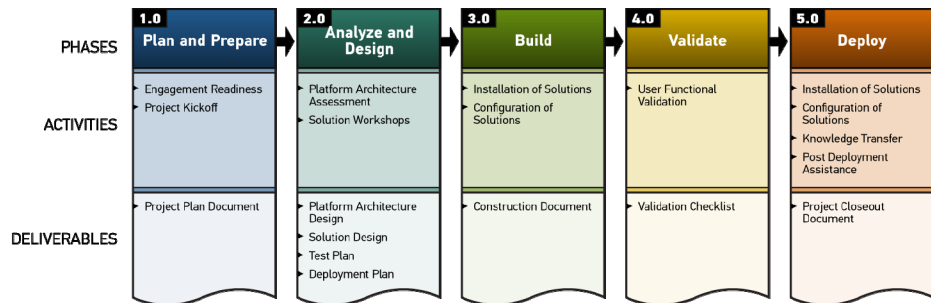 1.0
2.0
3.0
4.0
5.0
PHASES
Plan and Prepare
Analyze and
Design
Build
Validate
Deploy
ACTIVITIES
Engagement Readiness
Project Kickoff
Platform Architecture
Assessment
Solution Workshops
Installation of Solutions
Configuration of
Solutions
User Functional
Validation
Installation of Solutions
Configuration of
Solutions
Knowledge Transfer
Post Deployment
Assistance
DELIVERABLES
Project Plan Document
Platform Architecture
Design
Solution Design
Test Plan
Deployment Plan
Construction Document
Validation Checklist
Project Closeout
Document